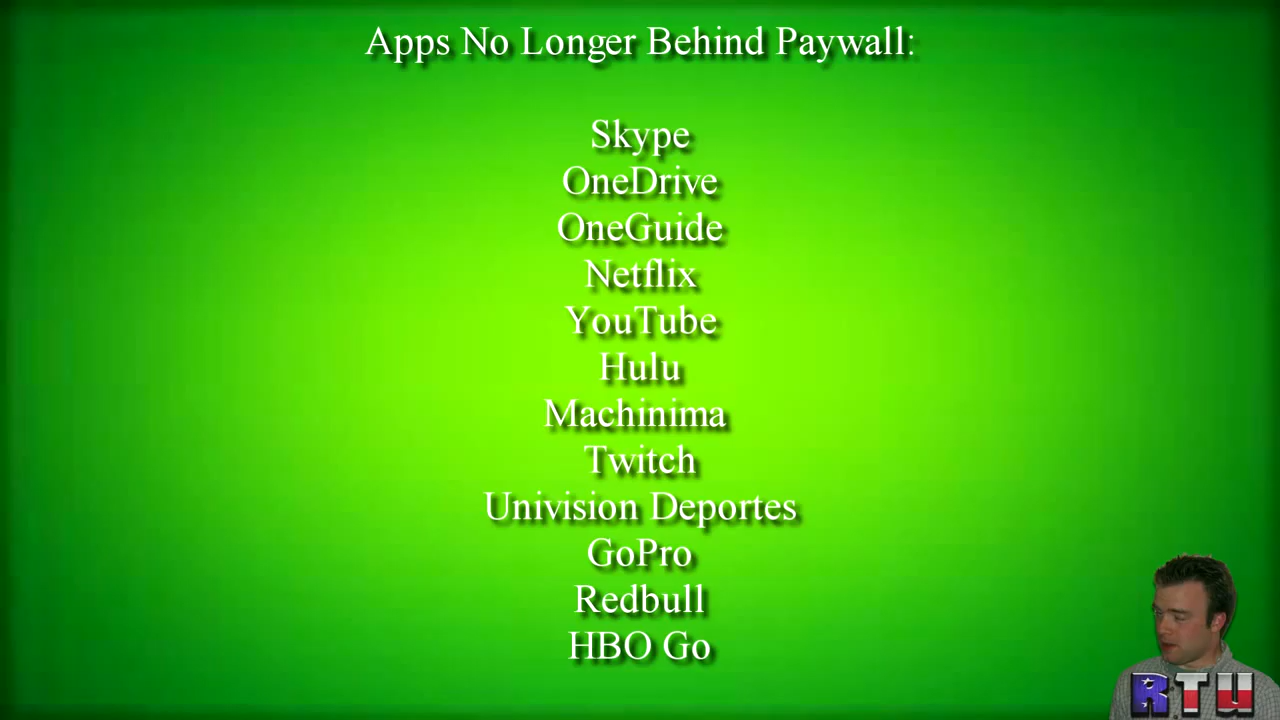 Apps No Longer Behind Paywall:
Skype
OneDrive
OneGuide
Netflix
YouTube
Hulu
Machinima
Twitch
Univision Deportes
GoPro
Redbull
HBO Go
RTU